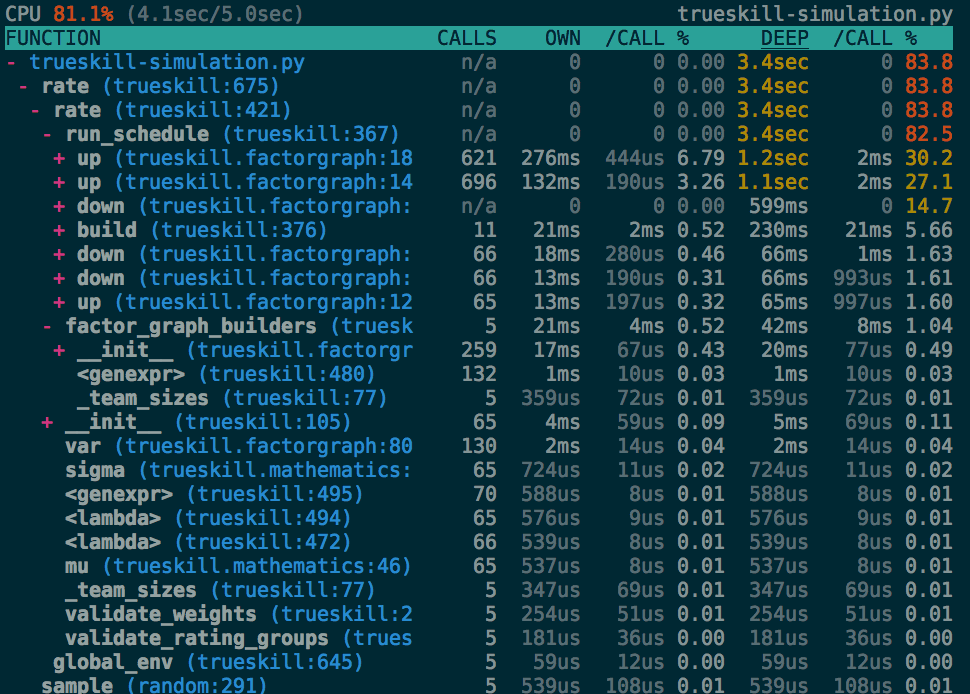 CPU 81.1% (4.1sec/5.0sec) trueskill-simulation.py
FUNCTION CALLS OWN /CALL % DEEP /CALL %
- trueskill-simulation.py n/a 0 0 0.00 3.4sec 0 83.8
- rate (trueskill:675) n/a 0 0 0.00 3.4sec 0 83.8
- rate (trueskill:421) n/a 0 0 0.00 3.4sec 0 83.8
- run_schedule (trueskill:367) n/a 0 0 0.00 3.4sec 0 82.5
+ up (trueskill.factorgraph:18 621 276ms 444us 6.79 1.2sec 2ms 30.2
+ up (trueskill.factorgraph:14 696 132ms 190us 3.26 1.1sec 2ms 27.1
+ down (trueskill.factorgraph: n/a 0 0 0.00 599ms 0 14.7
+ build (trueskill:376) 11 21ms 2ms 0.52 230ms 21ms 5.66
+ down (trueskill.factorgraph: 66 18ms 280us 0.46 66ms 1ms 1.63
+ down (trueskill.factorgraph: 66 13ms 190us 0.31 66ms 993us 1.61
+ up (trueskill.factorgraph:12 65 13ms 197us 0.32 65ms 997us 1.60
- factor_graph_builders (truesk 5 21ms 4ms 0.52 42ms 8ms 1.04
+ __init__ (trueskill.factorgr 259 17ms 67us 0.43 20ms 77us 0.49
<genexpr> (trueskill:480) 132 1ms 10us 0.03 1ms 10us 0.03
_team_sizes (trueskill:77) 5 359us 72us 0.01 359us 72us 0.01
+ __init__ (trueskill:105) 65 4ms 59us 0.09 5ms 69us 0.11
var (trueskill.factorgraph:80 130 2ms 14us 0.04 2ms 14us 0.04
sigma (trueskill.mathematics: 65 724us 11us 0.02 724us 11us 0.02
<genexpr> (trueskill:495) 70 588us 8us 0.01 588us 8us 0.01
<lambda> (trueskill:494) 65 576us 9us 0.01 576us 9us 0.01
<lambda> (trueskill:472) 66 539us 8us 0.01 539us 8us 0.01
mu (trueskill.mathematics:46) 65 537us 8us 0.01 537us 8us 0.01
_team_sizes (trueskill:77) 5 347us 69us 0.01 347us 69us 0.01
validate_weights (trueskill:2 5 254us 51us 0.01 254us 51us 0.01
validate_rating_groups (trues 5 181us 36us 0.00 181us 36us 0.00
global_env (trueskill:645) 5 59us 12us 0.00 59us 12us 0.00
sample (random:291) 5 539us 108us 0.01 539us 108us 0.01